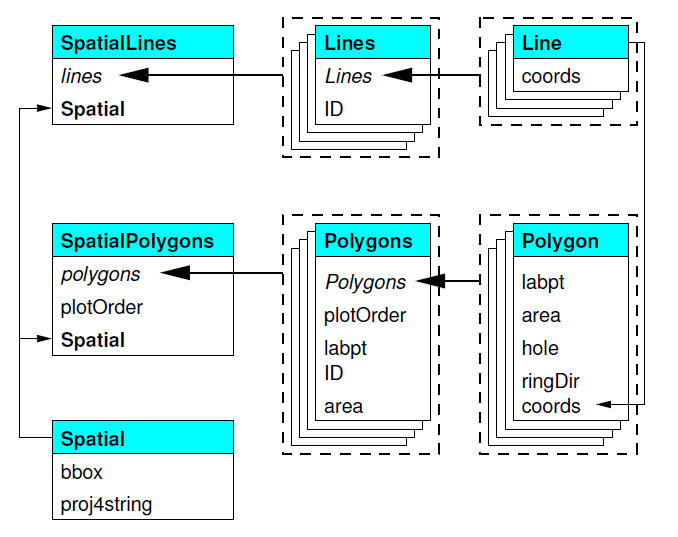 SpatialLines
lines
Spatial
Lines
Lines
ID
Line
coords
SpatialPolygons
polygons
plotOrder
Spatial
Polygons
Polygons
plotOrder
labpt
ID
area
Polygon
labpt
area
hole
ringDir
coords
Spatial
bbox
proj4string